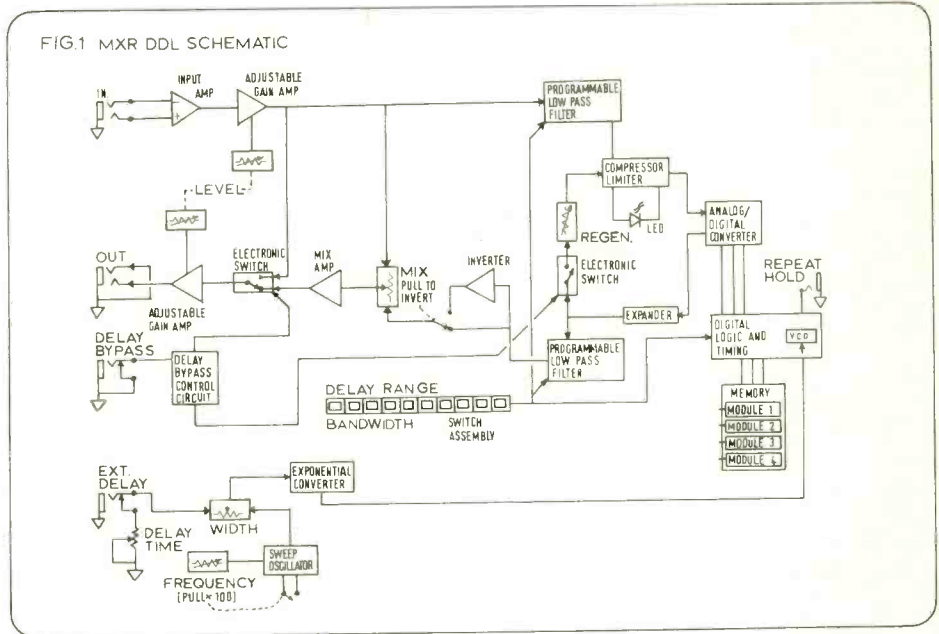 FIG.1 MXR DDL SCHEMATIC
IN
INPUT
AMP
ADJUSTABLE
GAIN AMP
PROGRAMMABLE
LOW PASS
FILTER
LEVEL
COMPRESSOR
LIMITER
LED
REGEN.
ANALOG/
DIGITAL
CONVERTER
OUT
ADJUSTABLE
GAIN AMP
ELECTRONIC
SWITCH
MIX
AMP
MIX
PULL TO
INVERT
INVERTER
ELECTRONIC
SWITCH
REPEAT
HOLD
EXPANDER
DIGITAL
LOGIC AND
TIMING
VCO
DELAY
BYPASS
DELAY
BYPASS
CONTROL
CIRCUIT
PROGRAMMABLE
LOW PASS
FILTER
DELAY RANGE
BANDWIDTH
SWITCH
ASSEMBLY
MEMORY
MODULE 1
MODULE 2
MODULE 3
MODULE 4
EXT.
DELAY
DELAY
TIME
WIDTH
EXPONENTIAL
CONVERTER
SWEEP
OSCILLATOR
FREQUENCY
[PULL×100]